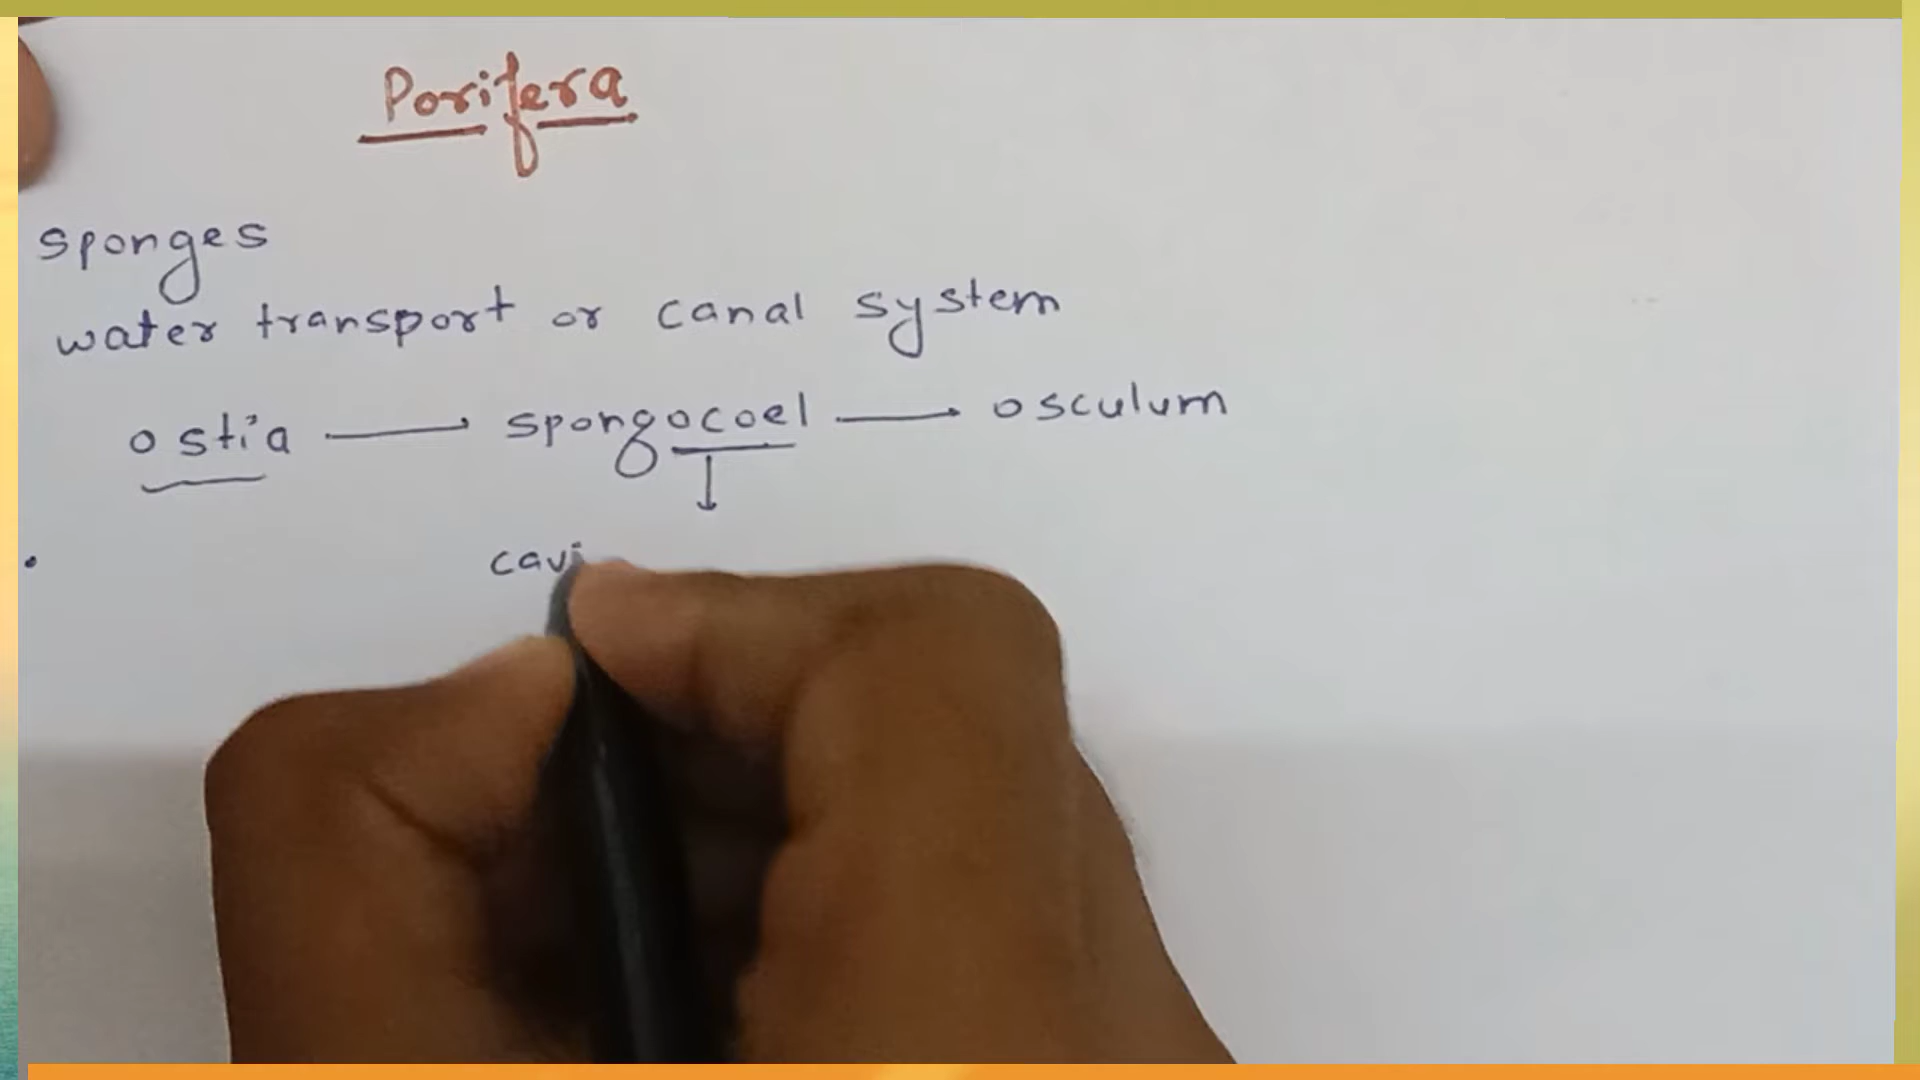 Porifera
sponges
water transport or canal system
ostia → spongocoel → osculum
↓
cavi